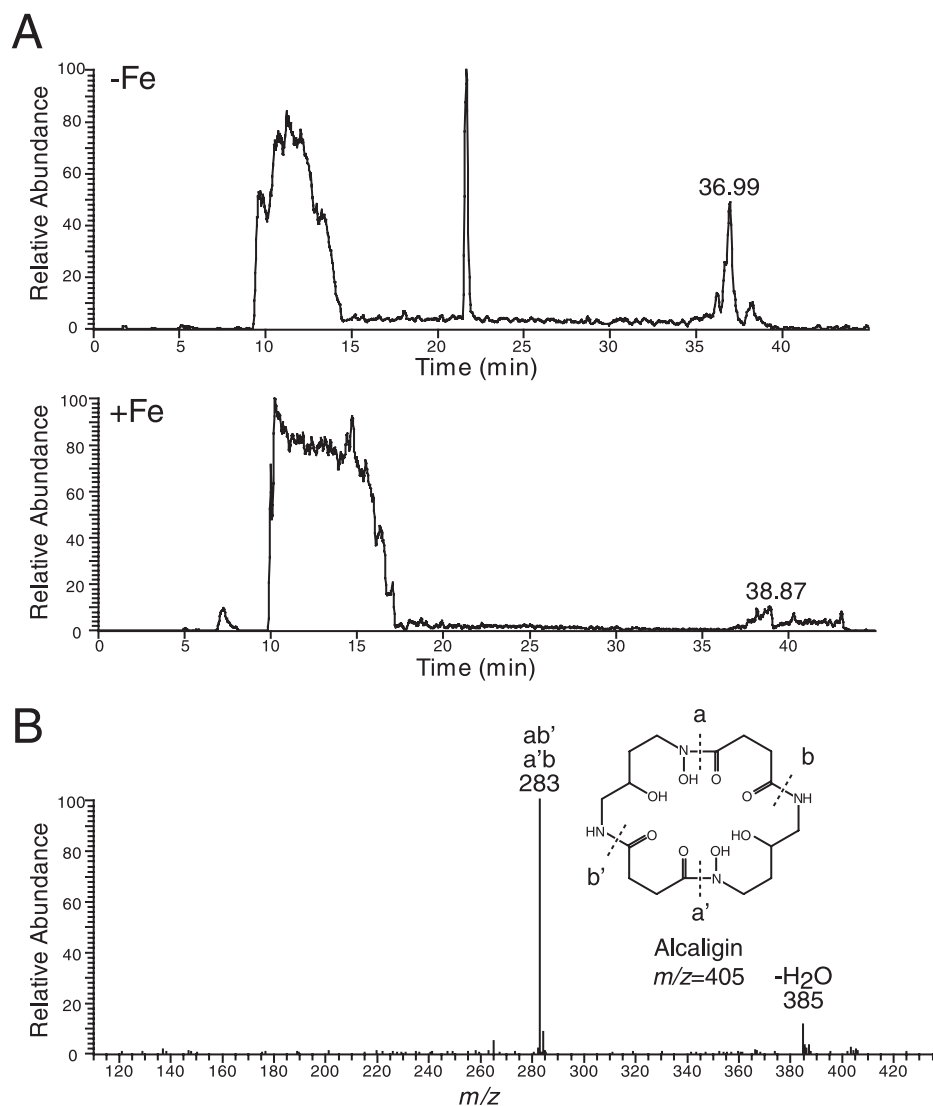 A
-Fe
Relative Abundance
100
80
60
40
20
0
36.99
0 5 10 15 20 25 30 35 40
Time (min)
+Fe
Relative Abundance
100
80
60
40
20
0
38.87
0 5 10 15 20 25 30 35 40
Time (min)
B
Relative Abundance
100
80
60
40
20
0
ab'
a'b
283
a
N
OH
O
b
O
NH
OH
HN
O
b'
HO
O
OH
N
a'
Alcaligin
m/z=405
-H2O
385
120 140 160 180 200 220 240 260 280 300 320 340 360 380 400 420
m/z